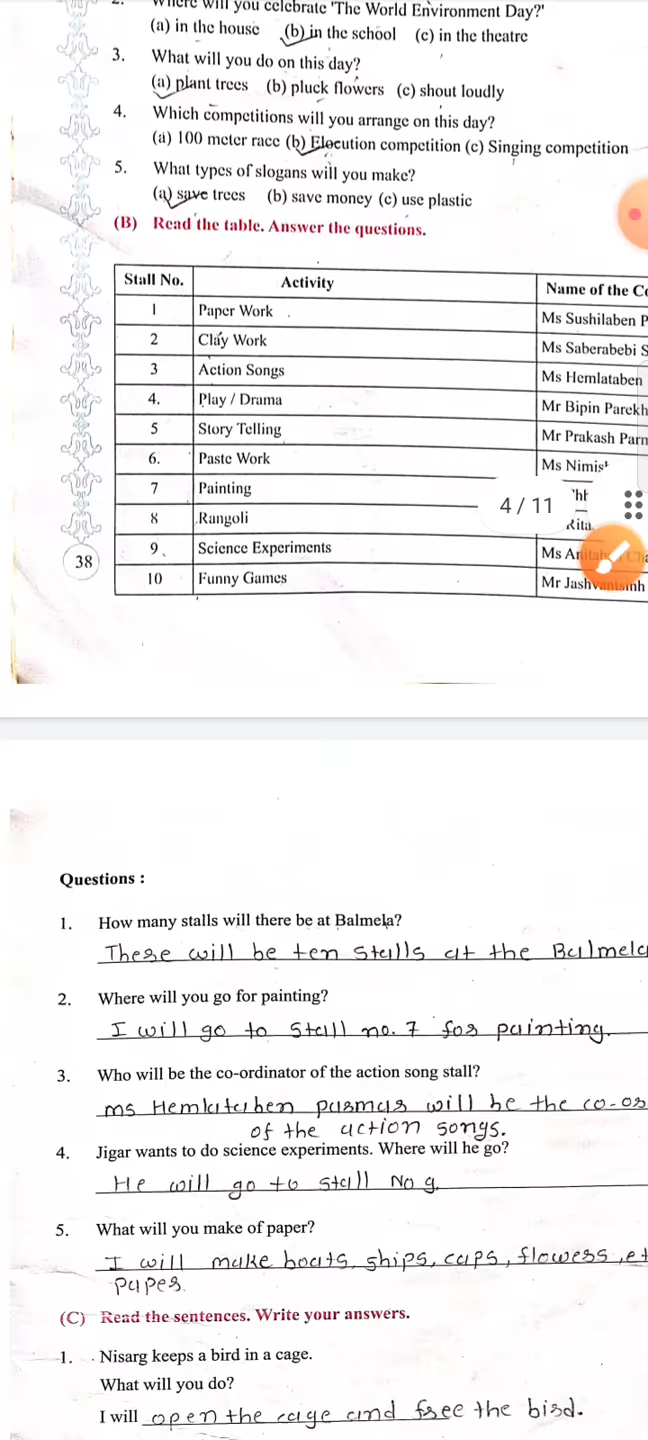 2. Where will you celebrate 'The World Environment Day?'
(a) in the house (b) in the school (c) in the theatre
3. What will you do on this day?
(a) plant trees (b) pluck flowers (c) shout loudly
4. Which competitions will you arrange on this day?
(a) 100 meter race (b) Elocution competition (c) Singing competition
5. What types of slogans will you make?
(a) save trees (b) save money (c) use plastic
(B) Read the table. Answer the questions.
Stall No. Activity Name of the
1 Paper Work Ms Sushilaben
2 Clay Work Ms Saberabebi
3 Action Songs Ms Hemlataben
4. Play / Drama Mr Bipin Parekh
5 Story Telling Mr Prakash
6. Paste Work Ms
7 Painting
4 / 11
8 Rangoli
9. Science Experiments Ms
10 Funny Games Mr Jashvantsinh
38
Questions :
1. How many stalls will there be at Balmela?
There will be ten stalls at the Balmela
2. Where will you go for painting?
I will go to stall no. 7 for painting.
3. Who will be the co-ordinator of the action song stall?
ms Hemlataben parmar will be the co-or
of the action songs.
4. Jigar wants to do science experiments. Where will he go?
He will go to stall No 9.
5. What will you make of paper?
I will make boats, ships, caps, flowers, et
paper.
(C) Read the sentences. Write your answers.
1. Nisarg keeps a bird in a cage.
What will you do?
I will open the cage and free the bird.